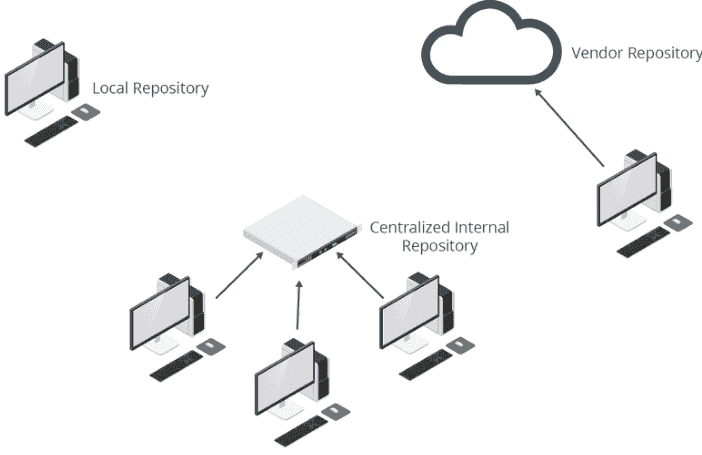 Vendor Repository
Local Repository
Centralized Internal
Repository